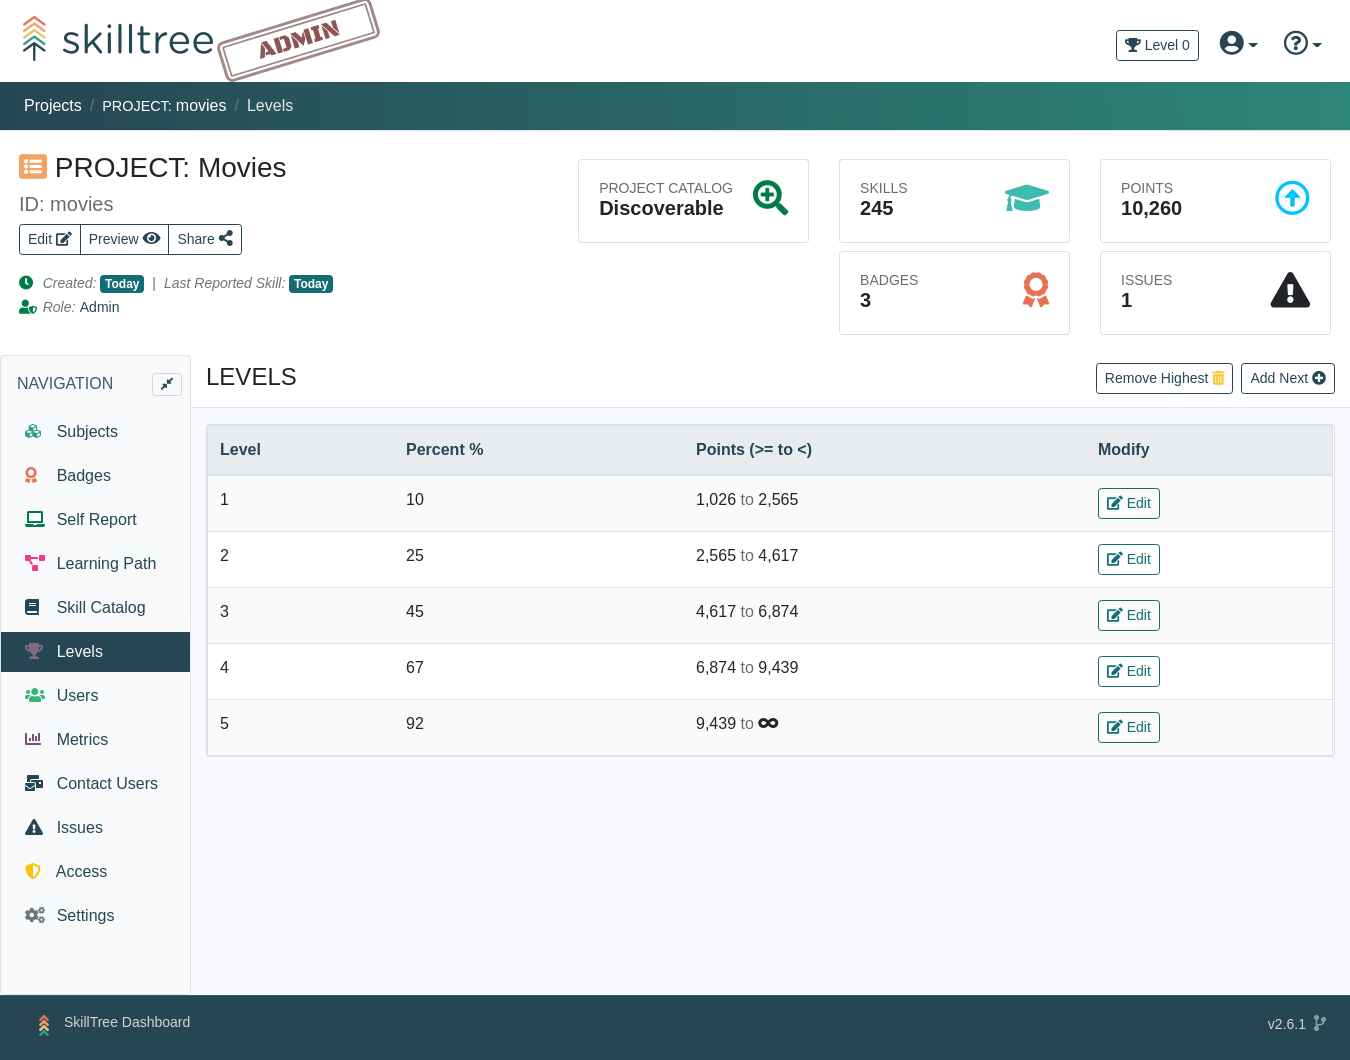 skilltree
ADMIN
Level 0
Projects / PROJECT: movies / Levels
PROJECT: Movies
ID: movies
Edit Preview Share
Created: Today | Last Reported Skill: Today
Role: Admin
PROJECT CATALOG
Discoverable
SKILLS
245
POINTS
10,260
BADGES
3
ISSUES
1
NAVIGATION
Subjects
Badges
Self Report
Learning Path
Skill Catalog
Levels
Users
Metrics
Contact Users
Issues
Access
Settings
LEVELS
Remove Highest
Add Next
Level Percent % Points (>= to <) Modify
1 10 1,026 to 2,565 Edit
2 25 2,565 to 4,617 Edit
3 45 4,617 to 6,874 Edit
4 67 6,874 to 9,439 Edit
5 92 9,439 to ∞ Edit
SkillTree Dashboard
v2.6.1